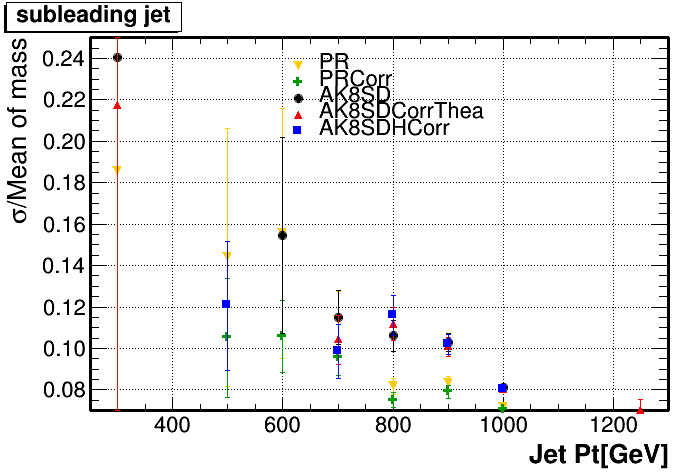 subleading jet
σ/Mean of mass
0.24
0.22
0.20
0.18
0.16
0.14
0.12
0.10
0.08
PR
PRCorr
AK8SD
AK8SDCorrThea
AK8SDHCorr
400 600 800 1000 1200
Jet Pt[GeV]